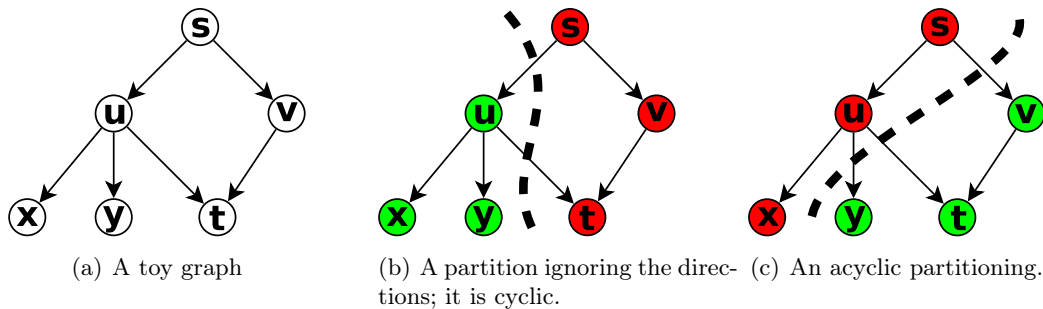 s
u
v
x
y
t
(a) A toy graph
s
u
v
x
y
t
(b) A partition ignoring the direc-
tions; it is cyclic.
s
u
v
x
y
t
(c) An acyclic partitioning.